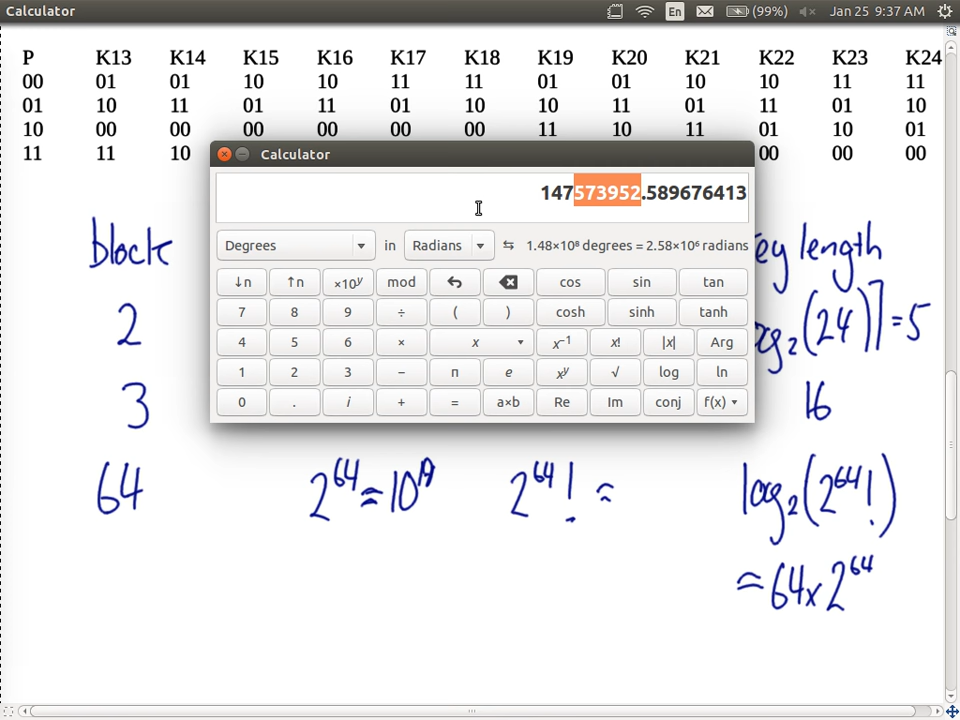 Calculator En (99%) Jan 25 9:37 AM
P K13 K14 K15 K16 K17 K18 K19 K20 K21 K22 K23 K24
00 01 01 10 10 11 11 01 01 10 10 11 11
01 10 11 01 11 01 10 10 11 01 11 01 10
10 00 00 00 00 00 00 11 10 11 01 10 01
11 11 10 00 00 00
Calculator
147573952.589676413
Degrees in Radians ⇆ 1.48×10⁸ degrees = 2.58×10⁶ radians
↓n ↑n ×10ʸ mod cos sin tan
7 8 9 ÷ ( ) cosh sinh tanh
4 5 6 × x x⁻¹ x! |x| Arg
1 2 3 − π e xʸ √ log ln
0 . i + = a×b Re Im conj f(x)
block ey length
2 og₂(24)⌉=5
3 16
64 2⁶⁴≈10¹⁹ 2⁶⁴! ≈ log₂(2⁶⁴!)
≈64x2⁶⁴